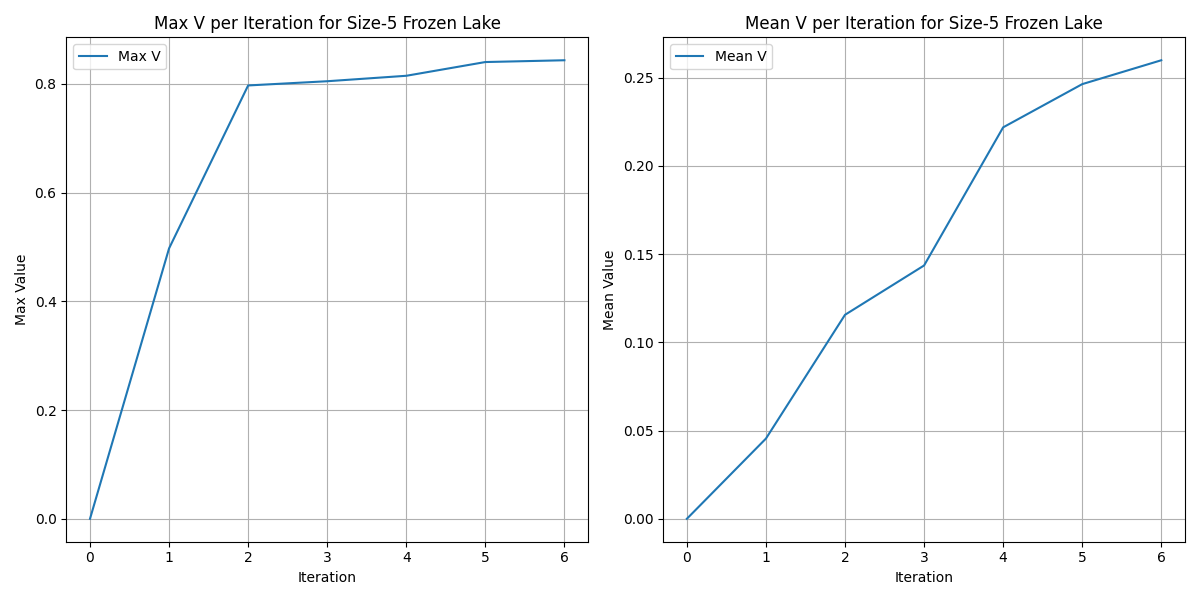 Max V per Iteration for Size-5 Frozen Lake
Max V
0.8
0.6
0.4
0.2
0.0
Max Value
0 1 2 3 4 5 6
Iteration
Mean V per Iteration for Size-5 Frozen Lake
Mean V
0.25
0.20
0.15
0.10
0.05
0.00
Mean Value
0 1 2 3 4 5 6
Iteration